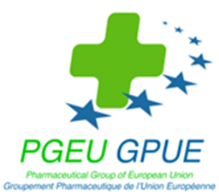 PGEU GPUE
Pharmaceutical Group of European Union
Groupement Pharmaceutique de l'Union Européenne